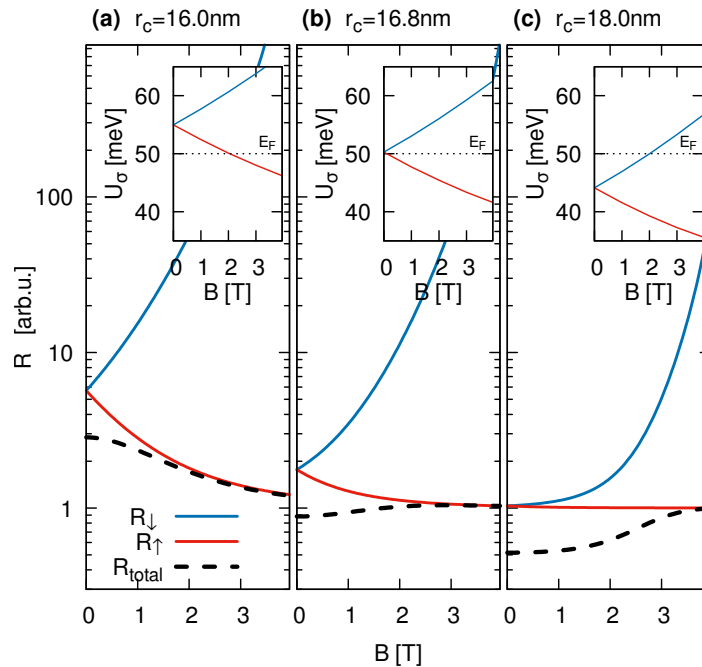 (a) r_c=16.0nm
(b) r_c=16.8nm
(c) r_c=18.0nm
R [arb.u.]
100
10
1
U_σ [meV]
60
50
40
E_F
0 1 2 3
B [T]
U_σ [meV]
60
50
40
E_F
0 1 2 3
B [T]
U_σ [meV]
60
50
40
E_F
0 1 2 3
B [T]
R↓
R↑
R_total
0 1 2 3
0 1 2 3
0 1 2 3
B [T]